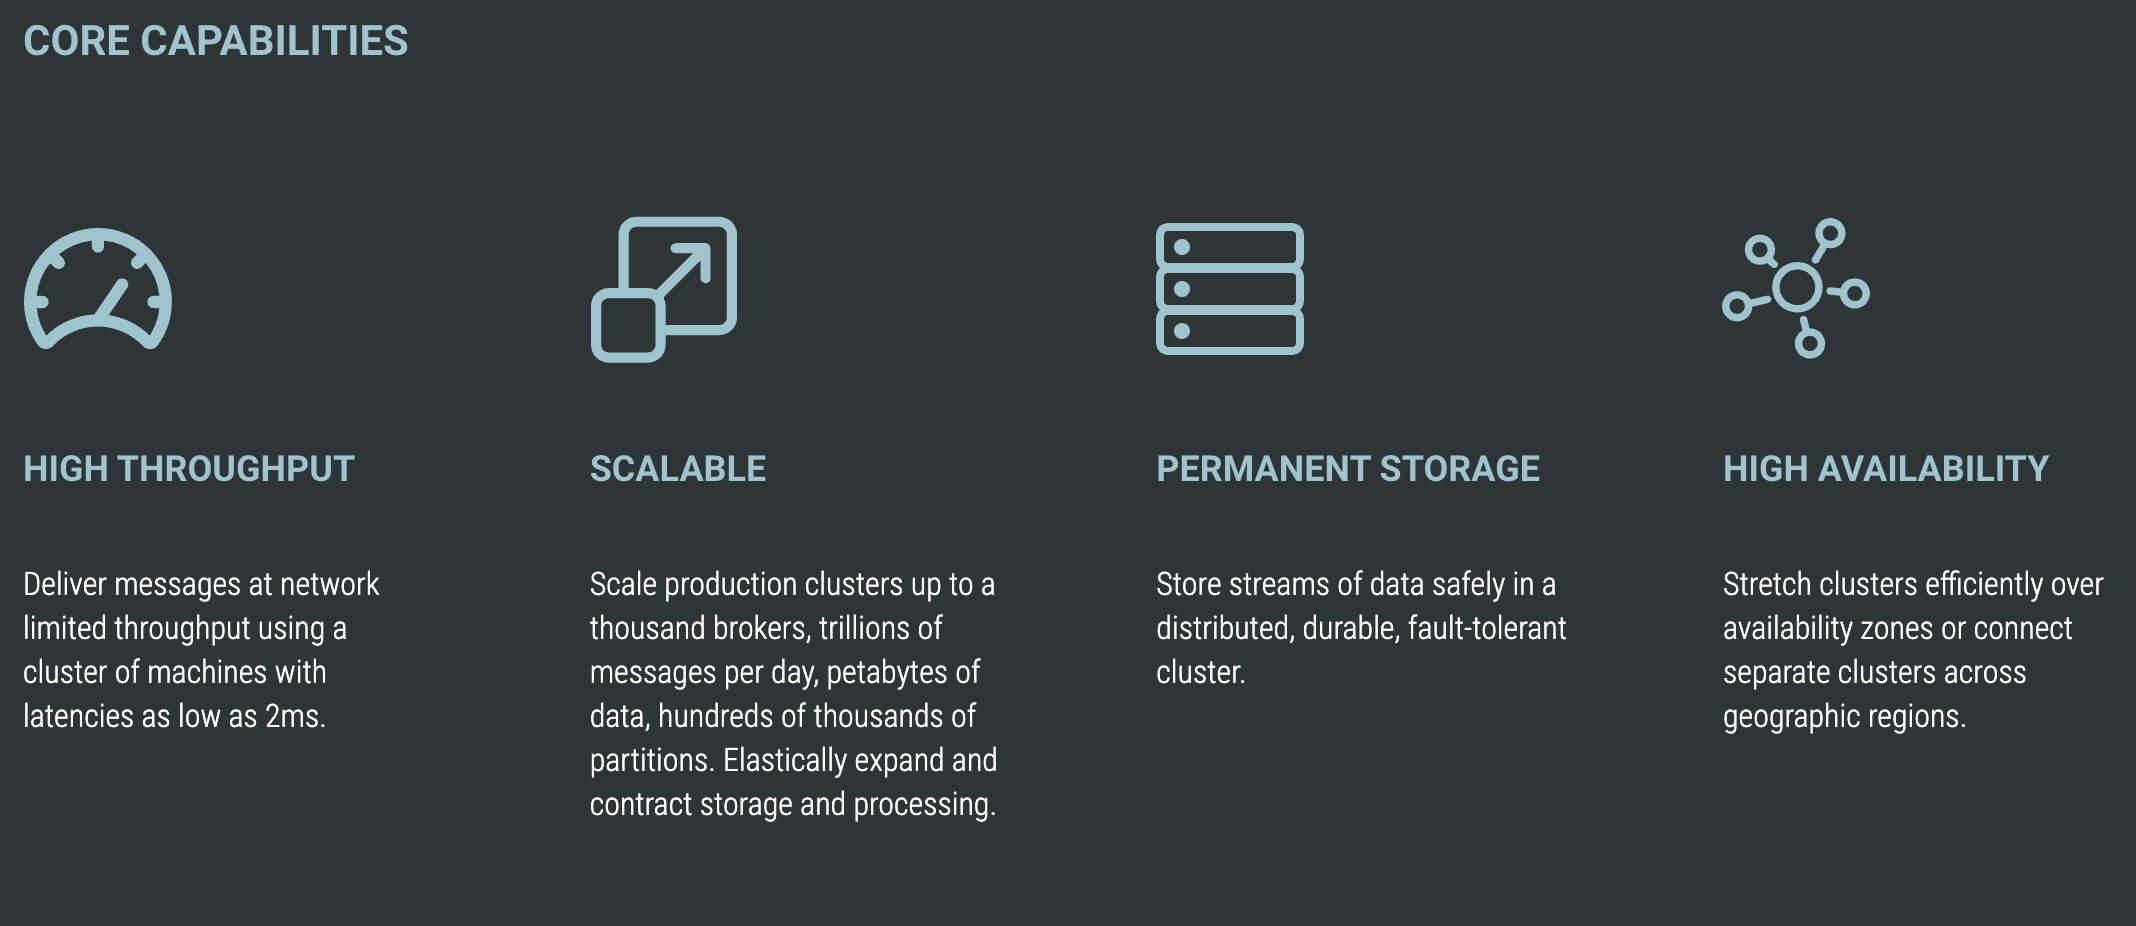 CORE CAPABILITIES
HIGH THROUGHPUT
Deliver messages at network
limited throughput using a
cluster of machines with
latencies as low as 2ms.
SCALABLE
Scale production clusters up to a
thousand brokers, trillions of
messages per day, petabytes of
data, hundreds of thousands of
partitions. Elastically expand and
contract storage and processing.
PERMANENT STORAGE
Store streams of data safely in a
distributed, durable, fault-tolerant
cluster.
HIGH AVAILABILITY
Stretch clusters efficiently over
availability zones or connect
separate clusters across
geographic regions.